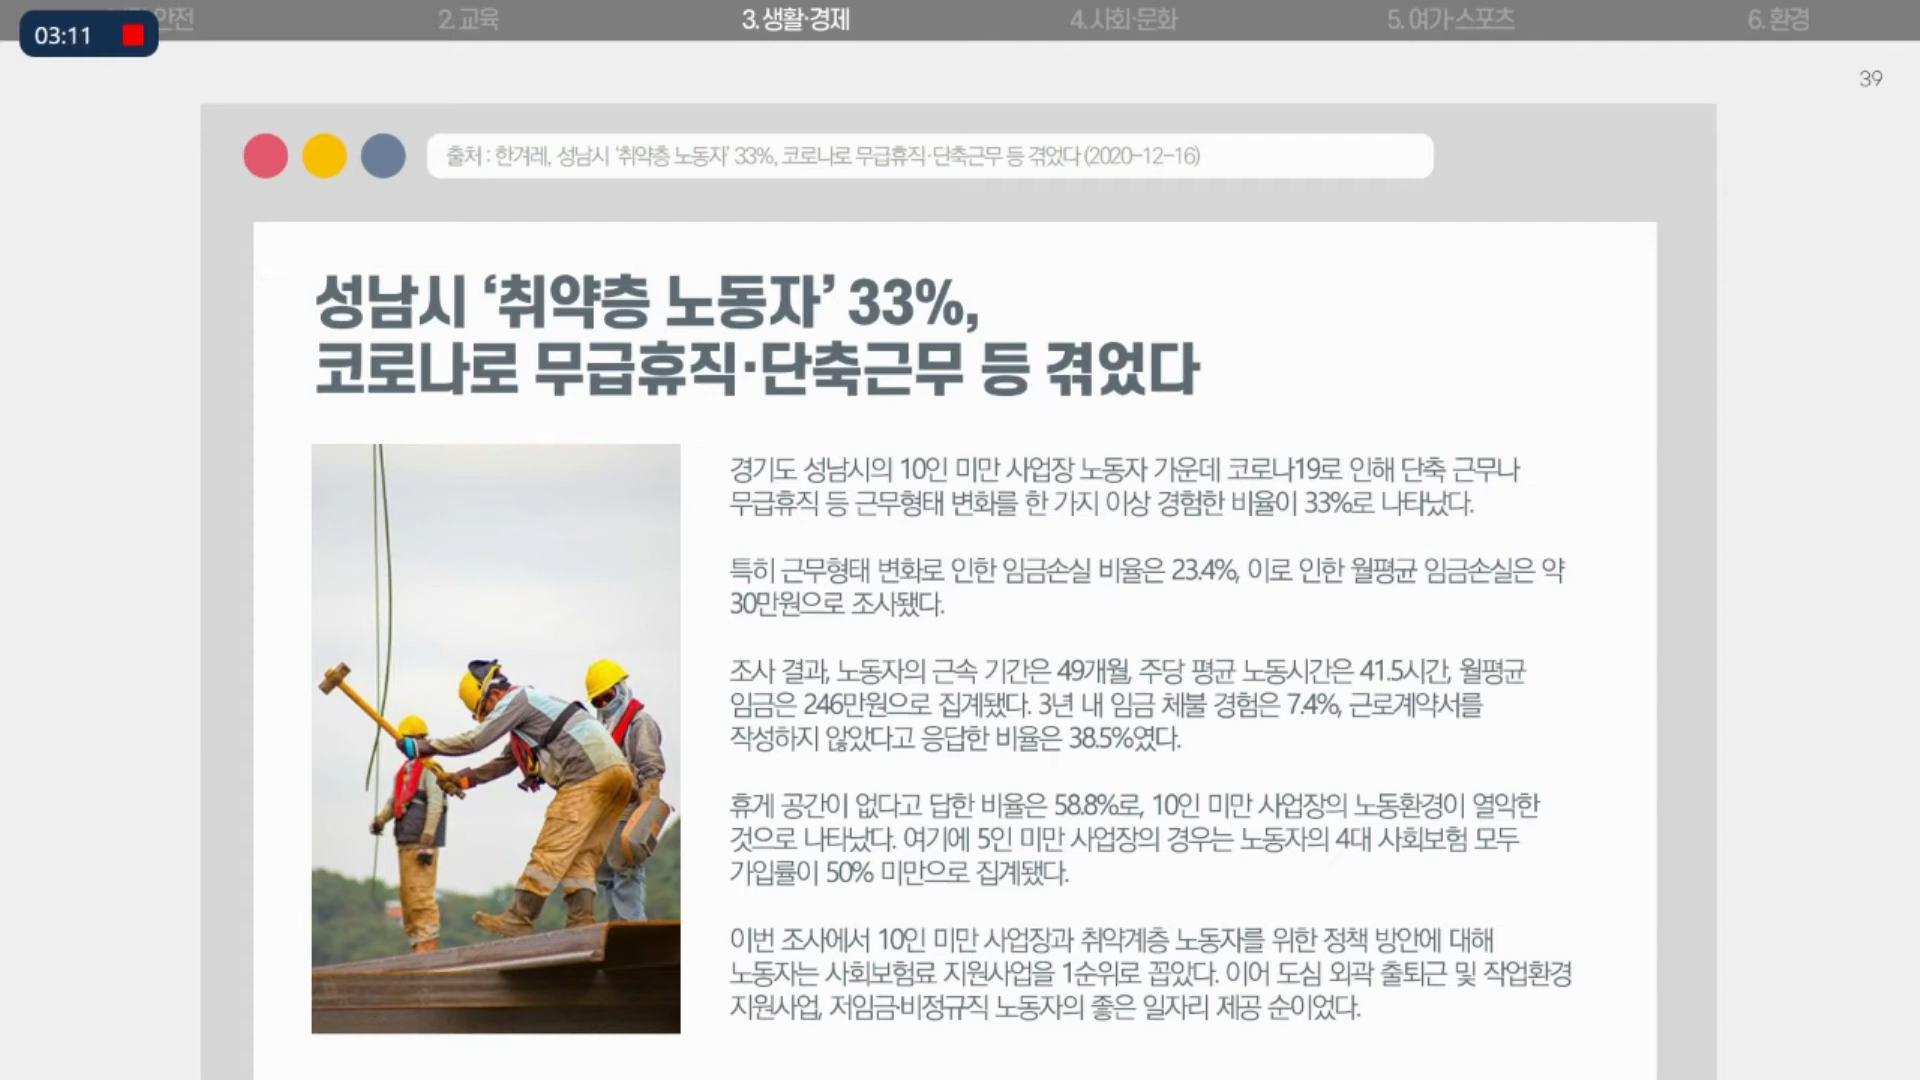 안전
2. 교육
3. 생활·경제
4. 사회·문화
5. 여가·스포츠
6. 환경
03:11
39
출처 : 한겨레, 성남시 '취약층 노동자' 33%, 코로나로 무급휴직·단축근무 등 겪었다 (2020-12-16)
성남시 ‘취약층 노동자’ 33%,
코로나로 무급휴직·단축근무 등 겪었다
경기도 성남시의 10인 미만 사업장 노동자 가운데 코로나19로 인해 단축 근무나
무급휴직 등 근무형태 변화를 한 가지 이상 경험한 비율이 33%로 나타났다.
특히 근무형태 변화로 인한 임금손실 비율은 23.4%, 이로 인한 월평균 임금손실은 약
30만원으로 조사됐다.
조사 결과, 노동자의 근속 기간은 49개월, 주당 평균 노동시간은 41.5시간, 월평균
임금은 246만원으로 집계됐다. 3년 내 임금 체불 경험은 7.4%, 근로계약서를
작성하지 않았다고 응답한 비율은 38.5%였다.
휴게 공간이 없다고 답한 비율은 58.8%로, 10인 미만 사업장의 노동환경이 열악한
것으로 나타났다. 여기에 5인 미만 사업장의 경우는 노동자의 4대 사회보험 모두
가입률이 50% 미만으로 집계됐다.
이번 조사에서 10인 미만 사업장과 취약계층 노동자를 위한 정책 방안에 대해
노동자는 사회보험료 지원사업을 1순위로 꼽았다. 이어 도심 외곽 출퇴근 및 작업환경
지원사업, 저임금·비정규직 노동자의 좋은 일자리 제공 순이었다.